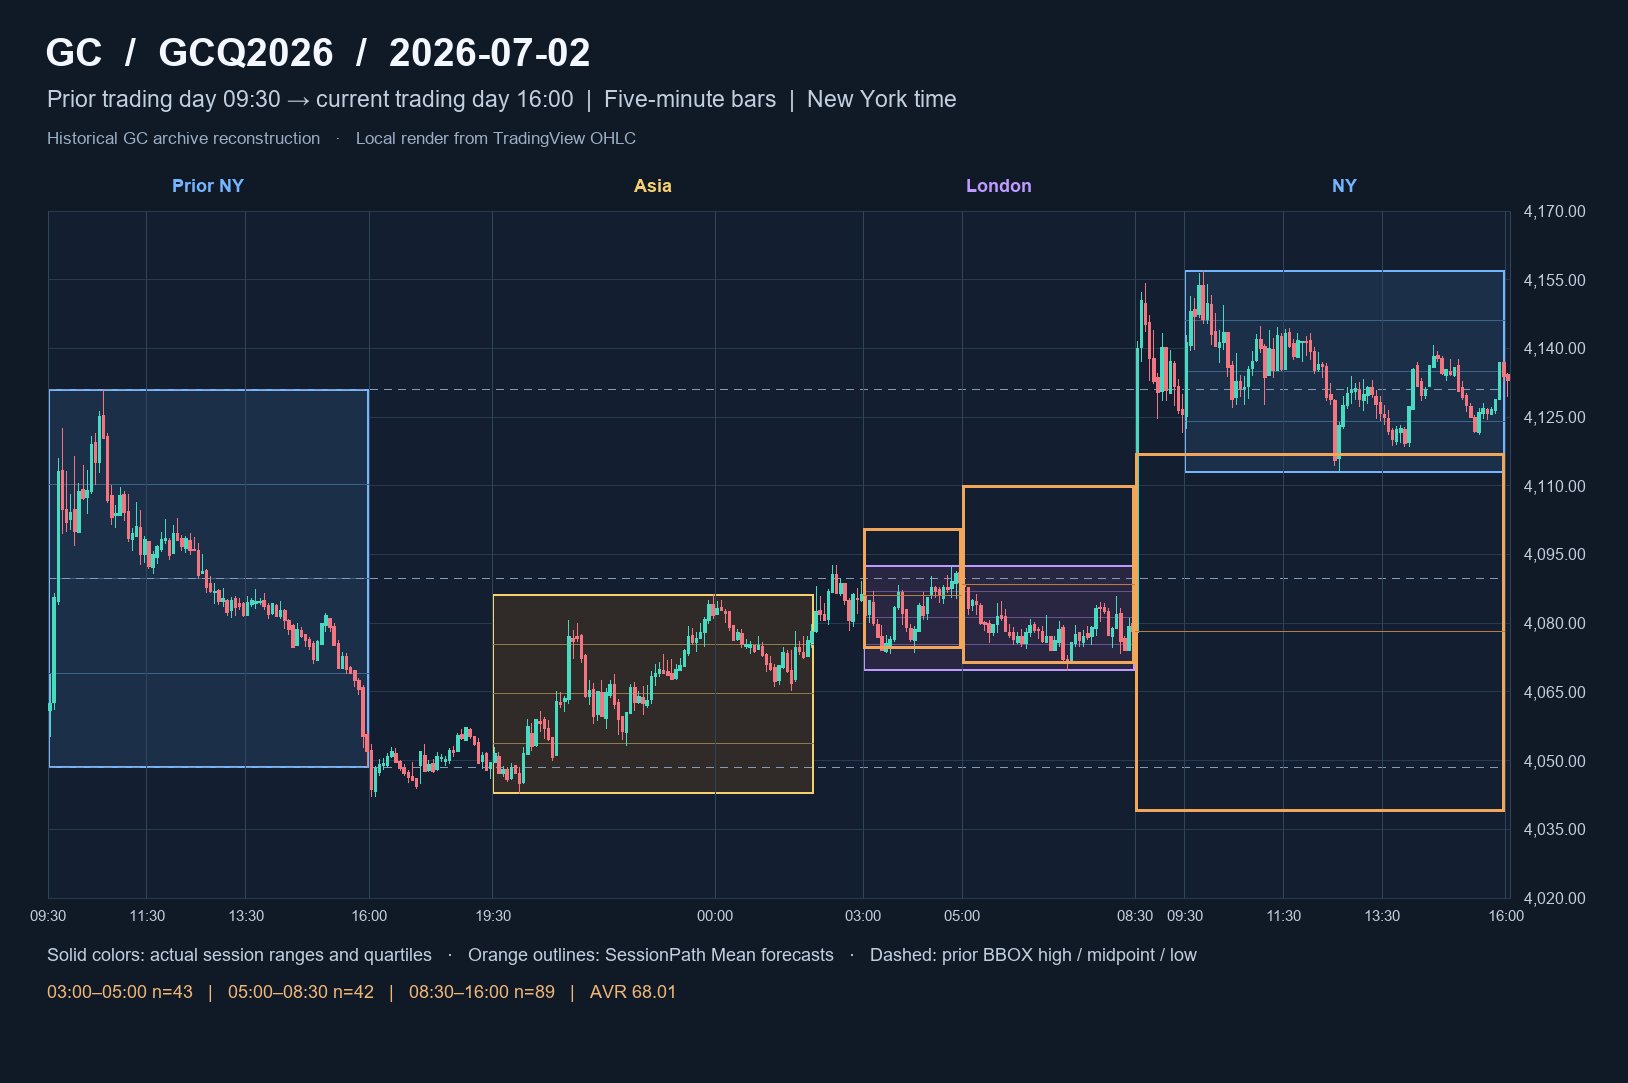 GC / GCQ2026 / 2026-07-02
Prior trading day 09:30 → current trading day 16:00 | Five-minute bars | New York time
Historical GC archive reconstruction · Local render from TradingView OHLC
Prior NY Asia London NY
4,170.00
4,155.00
4,140.00
4,125.00
4,110.00
4,095.00
4,080.00
4,065.00
4,050.00
4,035.00
4,020.00
09:30 11:30 13:30 16:00 19:30 00:00 03:00 05:00 08:30 09:30 11:30 13:30 16:00
Solid colors: actual session ranges and quartiles · Orange outlines: SessionPath Mean forecasts · Dashed: prior BBOX high / midpoint / low
03:00–05:00 n=43 | 05:00–08:30 n=42 | 08:30–16:00 n=89 | AVR 68.01